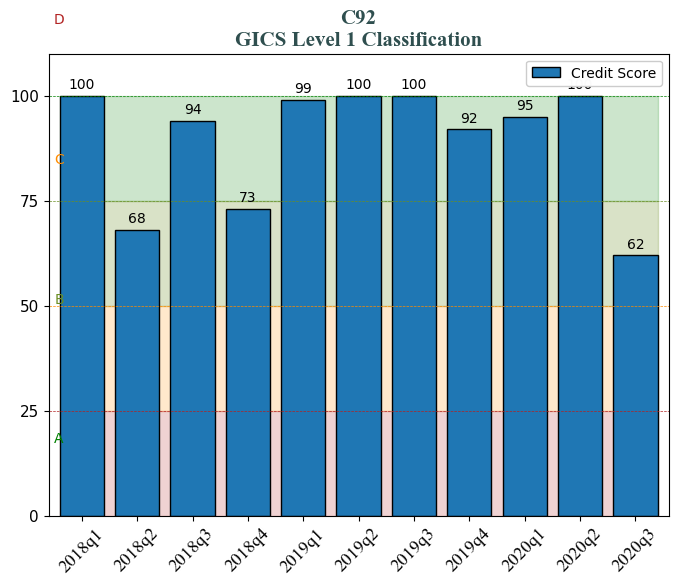 D
C92
GICS Level 1 Classification
Credit Score
100
68
94
73
99
100
100
92
95
100
62
100
75
50
25
0
C
B
A
2018q1
2018q2
2018q3
2018q4
2019q1
2019q2
2019q3
2019q4
2020q1
2020q2
2020q3